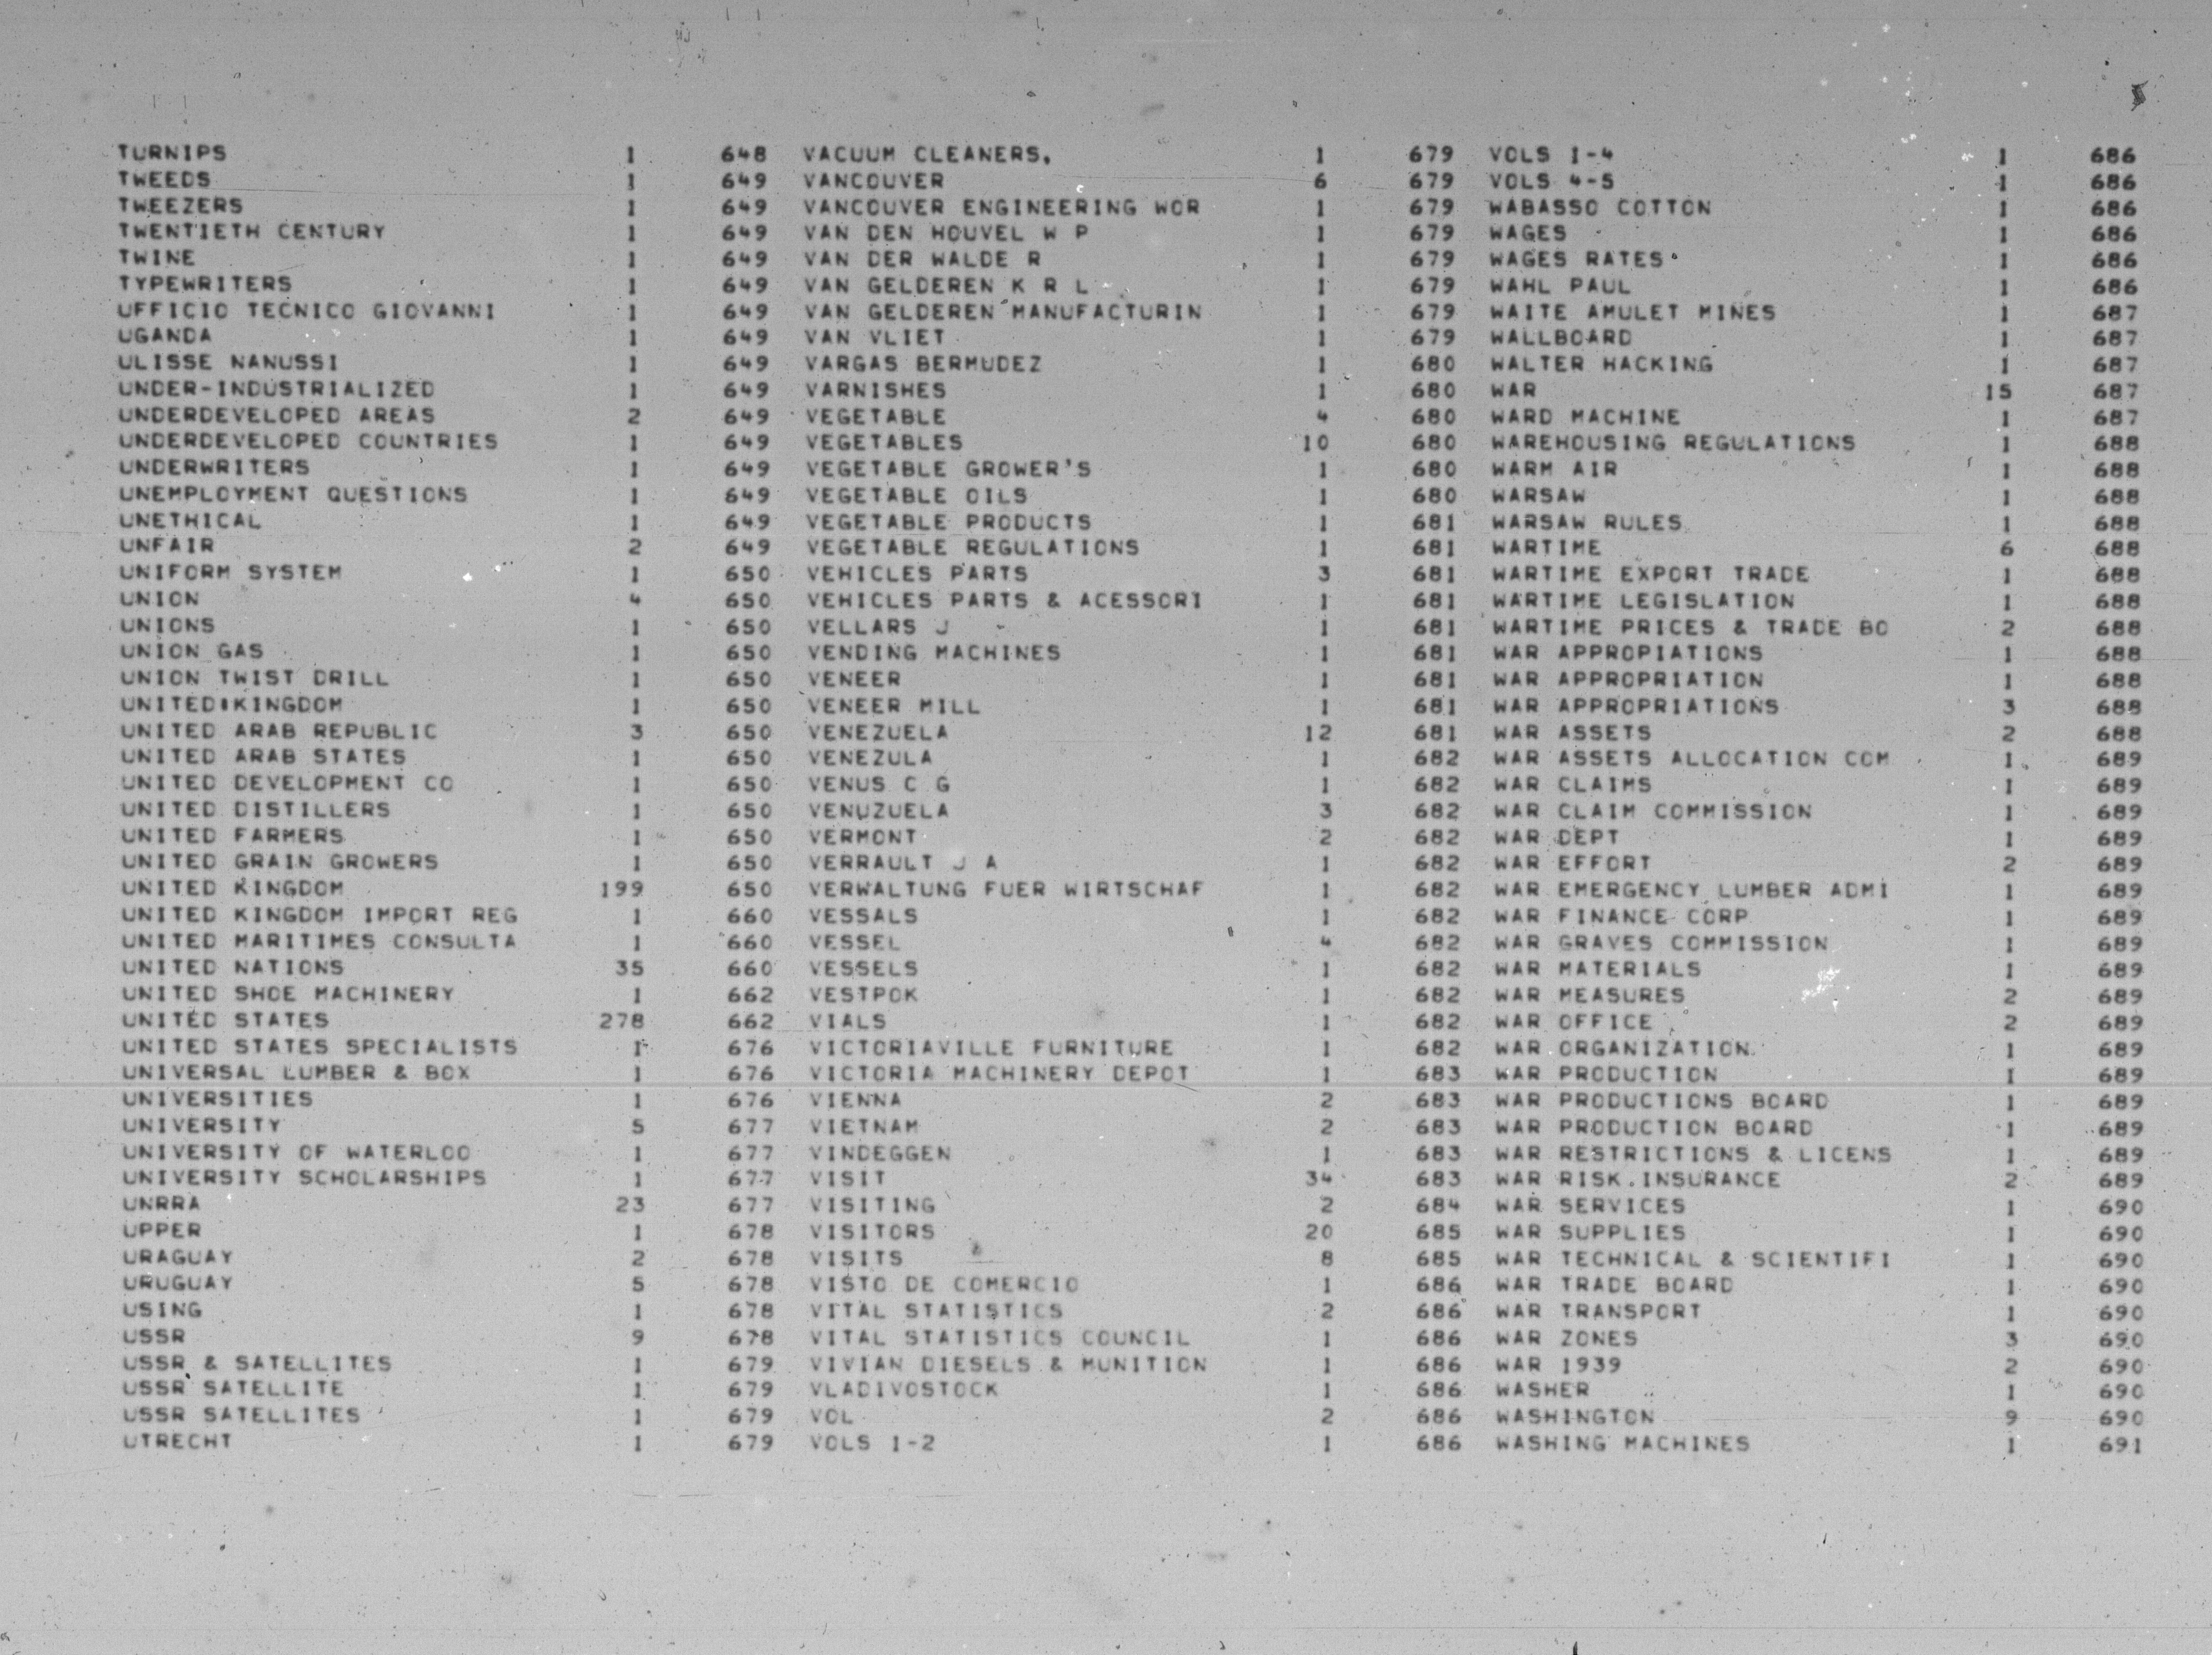 TURNIPS 1 648
TWEEDS 1 649
TWEEZERS 1 649
TWENTIETH CENTURY 1 649
TWINE 1 649
TYPEWRITERS 1 649
UFFICIO TECNICO GIOVANNI 1 649
UGANDA 1 649
ULISSE NANUSSI 1 649
UNDER-INDUSTRIALIZED 1 649
UNDERDEVELOPED AREAS 2 649
UNDERDEVELOPED COUNTRIES 1 649
UNDERWRITERS 1 649
UNEMPLOYMENT QUESTIONS 1 649
UNETHICAL 1 649
UNFAIR 2 649
UNIFORM SYSTEM 1 650
UNION 4 650
UNIONS 1 650
UNION GAS 1 650
UNION TWIST DRILL 1 650
UNITED KINGDOM 1 650
UNITED ARAB REPUBLIC 3 650
UNITED ARAB STATES 1 650
UNITED DEVELOPMENT CO 1 650
UNITED DISTILLERS 1 650
UNITED FARMERS 1 650
UNITED GRAIN GROWERS 1 650
UNITED KINGDOM 199 650
UNITED KINGDOM IMPORT REG 1 660
UNITED MARITIMES CONSULTA 1 660
UNITED NATIONS 35 660
UNITED SHOE MACHINERY 1 662
UNITED STATES 278 662
UNITED STATES SPECIALISTS 1 676
UNIVERSAL LUMBER & BOX 1 676
UNIVERSITIES 1 676
UNIVERSITY 5 677
UNIVERSITY OF WATERLOO 1 677
UNIVERSITY SCHOLARSHIPS 1 677
UNRRA 23 677
UPPER 1 678
URAGUAY 2 678
URUGUAY 5 678
USING 1 678
USSR 9 678
USSR & SATELLITES 1 679
USSR SATELLITE 1 679
USSR SATELLITES 1 679
UTRECHT 1 679
VACUUM CLEANERS, 1 679
VANCOUVER 6 679
VANCOUVER ENGINEERING WOR 1 679
VAN DEN HOUVEL W P 1 679
VAN DER WALDE R 1 679
VAN GELDEREN K R L 1 679
VAN GELDEREN MANUFACTURIN 1 679
VAN VLIET 1 679
VARGAS BERMUDEZ 1 680
VARNISHES 1 680
VEGETABLE 4 680
VEGETABLES 10 680
VEGETABLE GROWER'S 1 680
VEGETABLE OILS 1 680
VEGETABLE PRODUCTS 1 681
VEGETABLE REGULATIONS 1 681
VEHICLES PARTS 3 681
VEHICLES PARTS & ACESSORI 1 681
VELLARS J 1 681
VENDING MACHINES 1 681
VENEER 1 681
VENEER MILL 1 681
VENEZUELA 12 681
VENEZULA 1 682
VENUS C G 1 682
VENUZUELA 3 682
VERMONT 2 682
VERRAULT J A 1 682
VERWALTUNG FUER WIRTSCHAF 1 682
VESSALS 1 682
VESSEL 4 682
VESSELS 1 682
VESTPOK 1 682
VIALS 1 682
VICTORIAVILLE FURNITURE 1 682
VICTORIA MACHINERY DEPOT 1 683
VIENNA 2 683
VIETNAM 2 683
VINDEGGEN 1 683
VISIT 34 683
VISITING 2 684
VISITORS 20 685
VISITS 8 685
VISTO DE COMERCIO 1 686
VITAL STATISTICS 2 686
VITAL STATISTICS COUNCIL 1 686
VIVIAN DIESELS & MUNITION 1 686
VLADIVOSTOCK 1 686
VOL 2 686
VOLS 1-2 1 686
VOLS 1-4 1 686
VOLS 4-5 1 686
WABASSO COTTON 1 686
WAGES 1 686
WAGES RATES 1 686
WAHL PAUL 1 686
WAITE AMULET MINES 1 687
WALLBOARD 1 687
WALTER HACKING 1 687
WAR 15 687
WARD MACHINE 1 687
WAREHOUSING REGULATIONS 1 688
WARM AIR 1 688
WARSAW 1 688
WARSAW RULES 1 688
WARTIME 6 688
WARTIME EXPORT TRADE 1 688
WARTIME LEGISLATION 1 688
WARTIME PRICES & TRADE BO 2 688
WAR APPROPIATIONS 1 688
WAR APPROPRIATION 1 688
WAR APPROPRIATIONS 3 688
WAR ASSETS 2 688
WAR ASSETS ALLOCATION COM 1 689
WAR CLAIMS 1 689
WAR CLAIM COMMISSION 1 689
WAR DEPT 1 689
WAR EFFORT 2 689
WAR EMERGENCY LUMBER ADMI 1 689
WAR FINANCE CORP 1 689
WAR GRAVES COMMISSION 1 689
WAR MATERIALS 1 689
WAR MEASURES 2 689
WAR OFFICE 2 689
WAR ORGANIZATION 1 689
WAR PRODUCTION 1 689
WAR PRODUCTIONS BOARD 1 689
WAR PRODUCTION BOARD 1 689
WAR RESTRICTIONS & LICENS 1 689
WAR RISK INSURANCE 2 689
WAR SERVICES 1 690
WAR SUPPLIES 1 690
WAR TECHNICAL & SCIENTIFI 1 690
WAR TRADE BOARD 1 690
WAR TRANSPORT 1 690
WAR ZONES 3 690
WAR 1939 2 690
WASHER 1 690
WASHINGTON 9 690
WASHING MACHINES 1 691